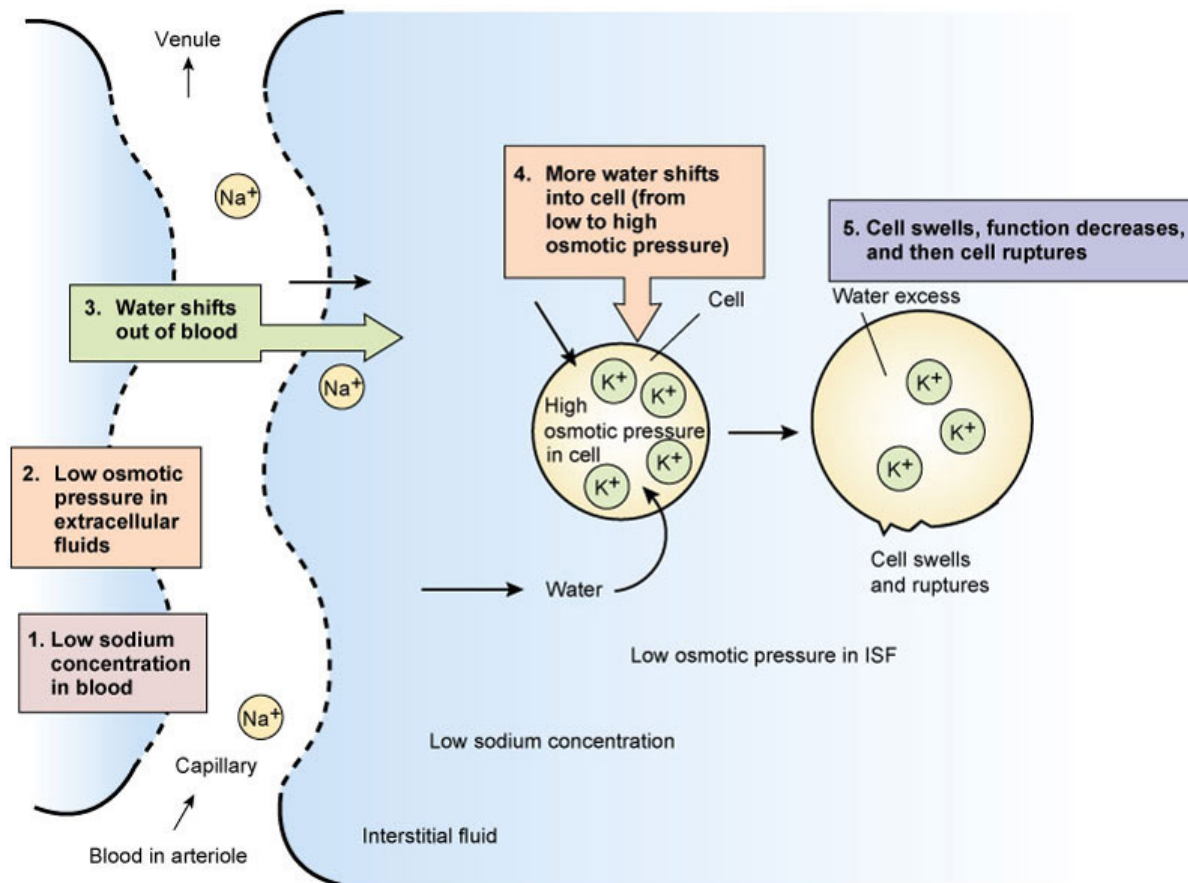 Venule
Na+
4. More water shifts
into cell (from
low to high
osmotic pressure)
5. Cell swells, function decreases,
and then cell ruptures
3. Water shifts
out of blood
Cell
Water excess
Na+
K+
K+
High
osmotic pressure
in cell
K+
K+
K+
K+
K+
2. Low osmotic
pressure in
extracellular
fluids
Cell swells
and ruptures
Water
1. Low sodium
concentration
in blood
Low osmotic pressure in ISF
Na+
Low sodium concentration
Capillary
Interstitial fluid
Blood in arteriole